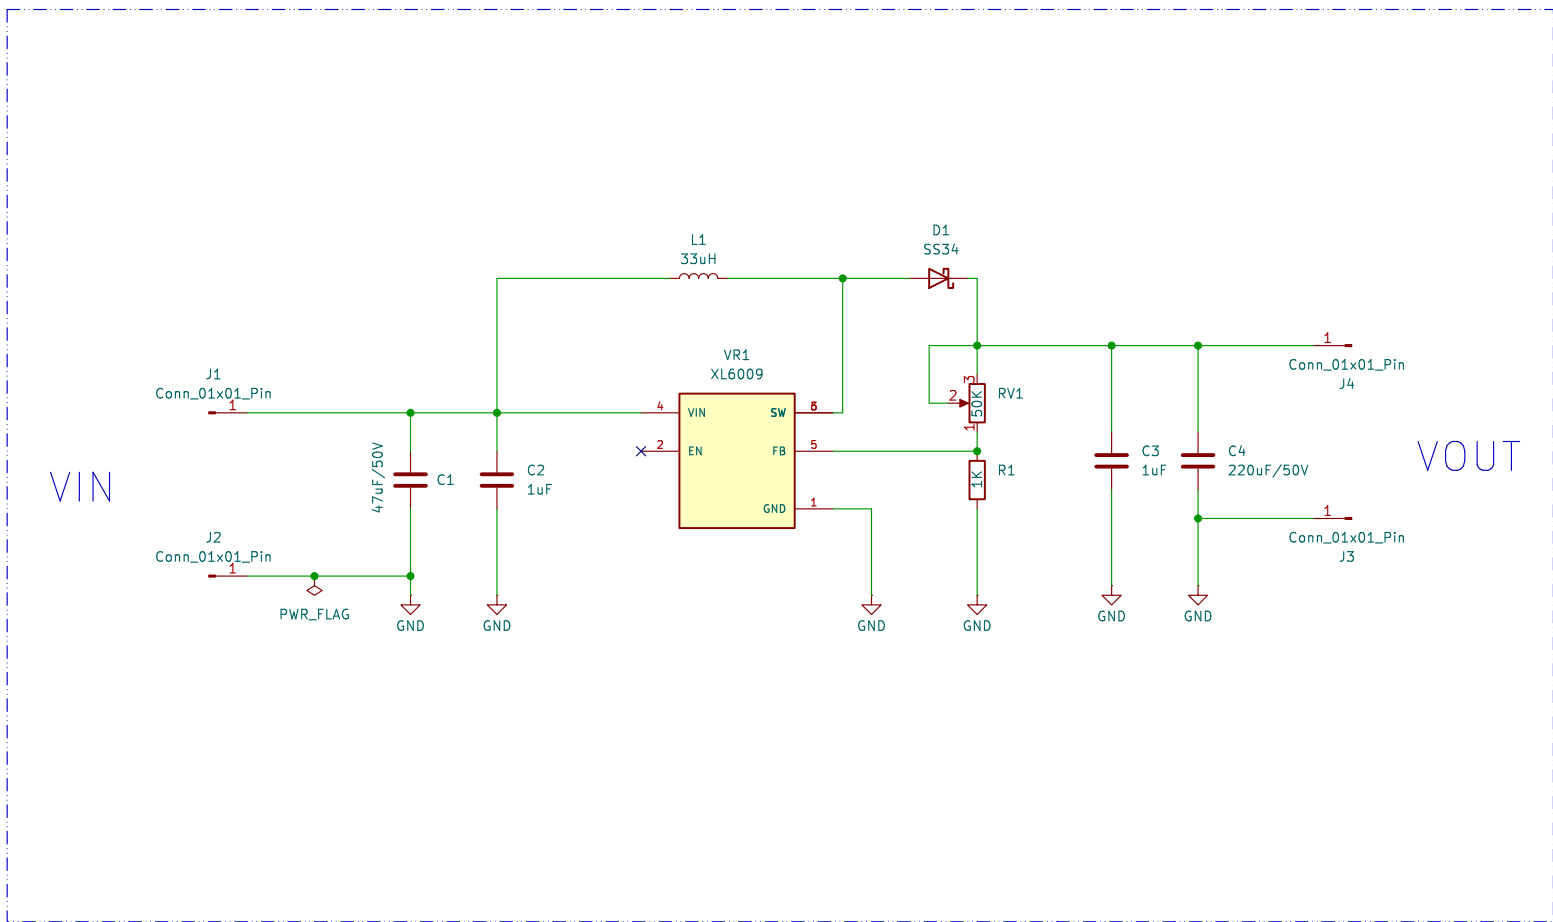 D1
SS34
L1
33uH
VR1
XL6009
J1
Conn_01x01_Pin
1
4
VIN
SW
2
EN
FB
5
GND
1
3
2
50K
1
RV1
1K
R1
1
Conn_01x01_Pin
J4
47uF/50V
C1
C2
1uF
C3
1uF
C4
220uF/50V
VIN
VOUT
J2
Conn_01x01_Pin
1
PWR_FLAG
1
Conn_01x01_Pin
J3
GND
GND
GND
GND
GND
GND